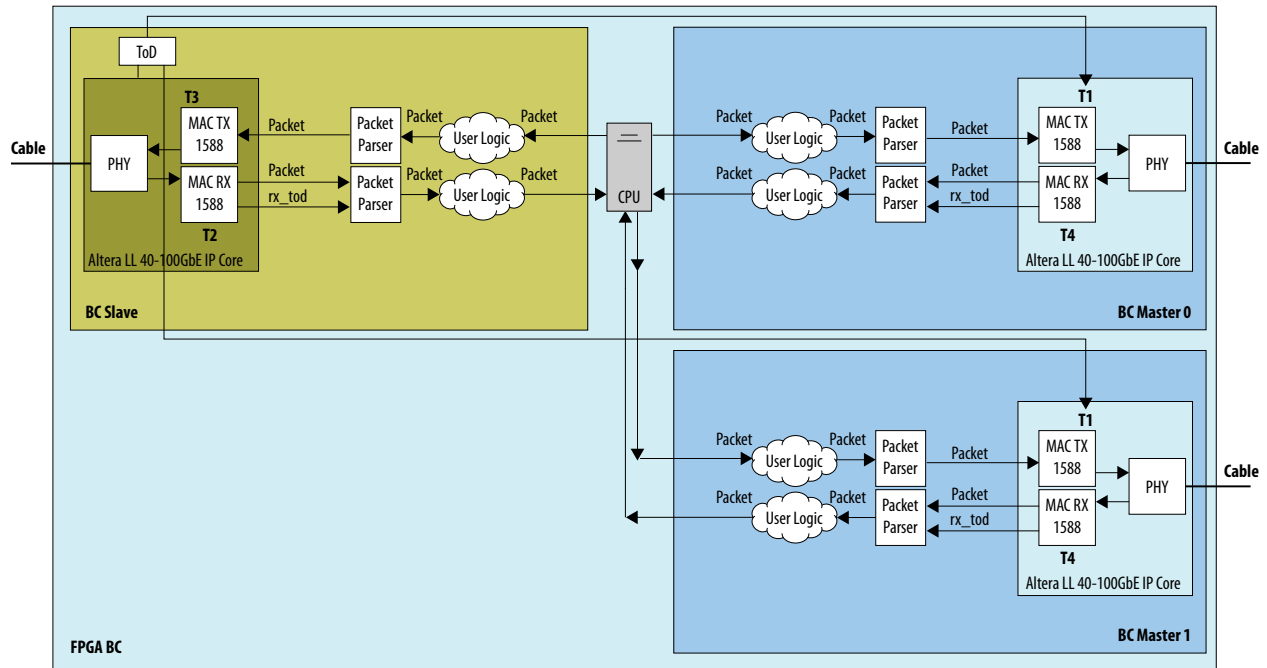 ToD
T3
MAC TX
1588
Packet
Packet
Parser
Packet
User Logic
Packet
Cable
PHY
MAC RX
1588
Packet
rx_tod
Packet
Parser
Packet
User Logic
Packet
T2
Altera LL 40-100GbE IP Core
BC Slave
CPU
Packet
User Logic
Packet
Packet
Parser
Packet
T1
MAC TX
1588
PHY
Cable
Packet
User Logic
Packet
Packet
Parser
Packet
rx_tod
MAC RX
1588
T4
Altera LL 40-100GbE IP Core
BC Master 0
Packet
User Logic
Packet
Packet
Parser
Packet
T1
MAC TX
1588
PHY
Cable
Packet
User Logic
Packet
Packet
Parser
Packet
rx_tod
MAC RX
1588
T4
Altera LL 40-100GbE IP Core
BC Master 1
FPGA BC